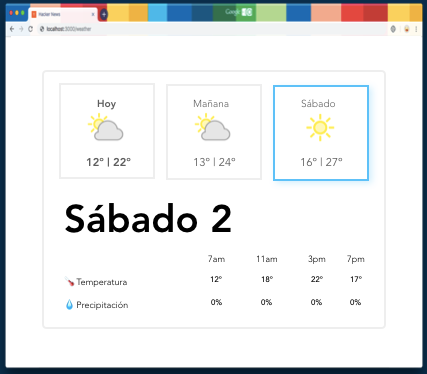 Hacker News
Google
localhost:3000/weather
Hoy
Mañana
Sábado
12° | 22°
13° | 24°
16° | 27°
Sábado 2
7am 11am 3pm 7pm
Temperatura 12° 18° 22° 17°
Precipitación 0% 0% 0% 0%